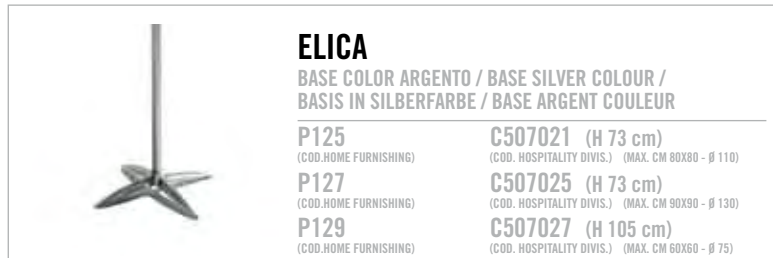 ELICA
BASE COLOR ARGENTO / BASE SILVER COLOUR /
BASIS IN SILBERFARBE / BASE ARGENT COULEUR
P125 C507021 (H 73 cm)
(COD.HOME FURNISHING) (COD. HOSPITALITY DIVIS.) (MAX. CM 80X80 - Ø 110)
P127 C507025 (H 73 cm)
(COD.HOME FURNISHING) (COD. HOSPITALITY DIVIS.) (MAX. CM 90X90 - Ø 130)
P129 C507027 (H 105 cm)
(COD.HOME FURNISHING) (COD. HOSPITALITY DIVIS.) (MAX. CM 60X60 - Ø 75)